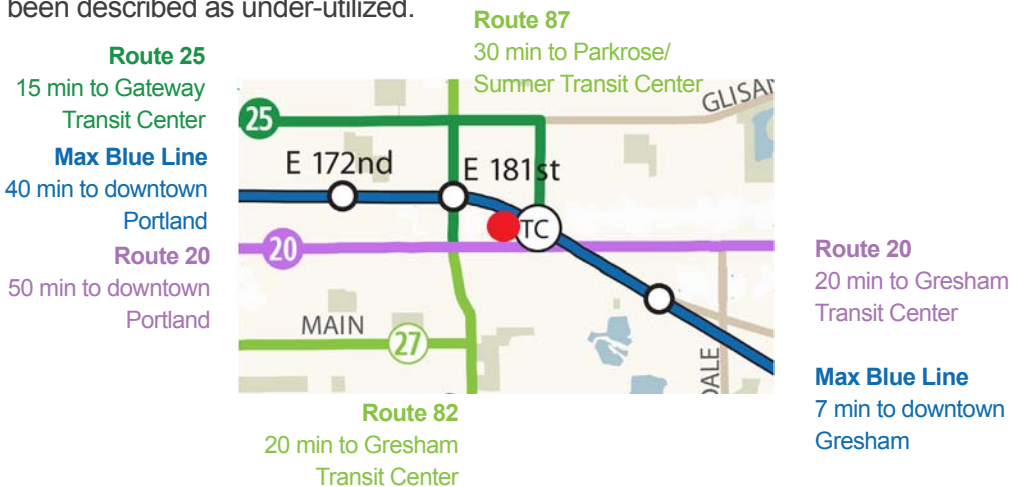 been described as under-utilized.
Route 87
30 min to Parkrose/
Sumner Transit Center
Route 25
15 min to Gateway
Transit Center
Max Blue Line
40 min to downtown
Portland
Route 20
50 min to downtown
Portland
GLISAN
25
E 172nd
E 181st
TC
20
MAIN
27
DALE
Route 20
20 min to Gresham
Transit Center
Max Blue Line
7 min to downtown
Gresham
Route 82
20 min to Gresham
Transit Center